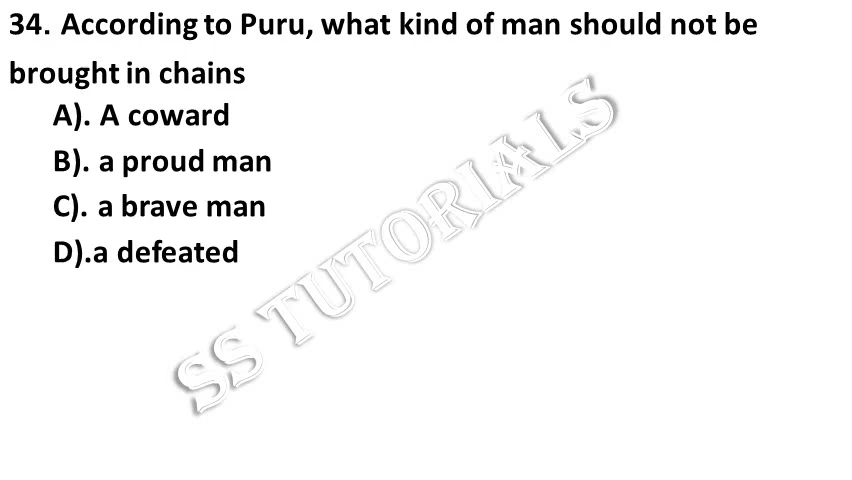 34. According to Puru, what kind of man should not be
brought in chains
A). A coward
B). a proud man
C). a brave man
D).a defeated
SS TUTORIALS